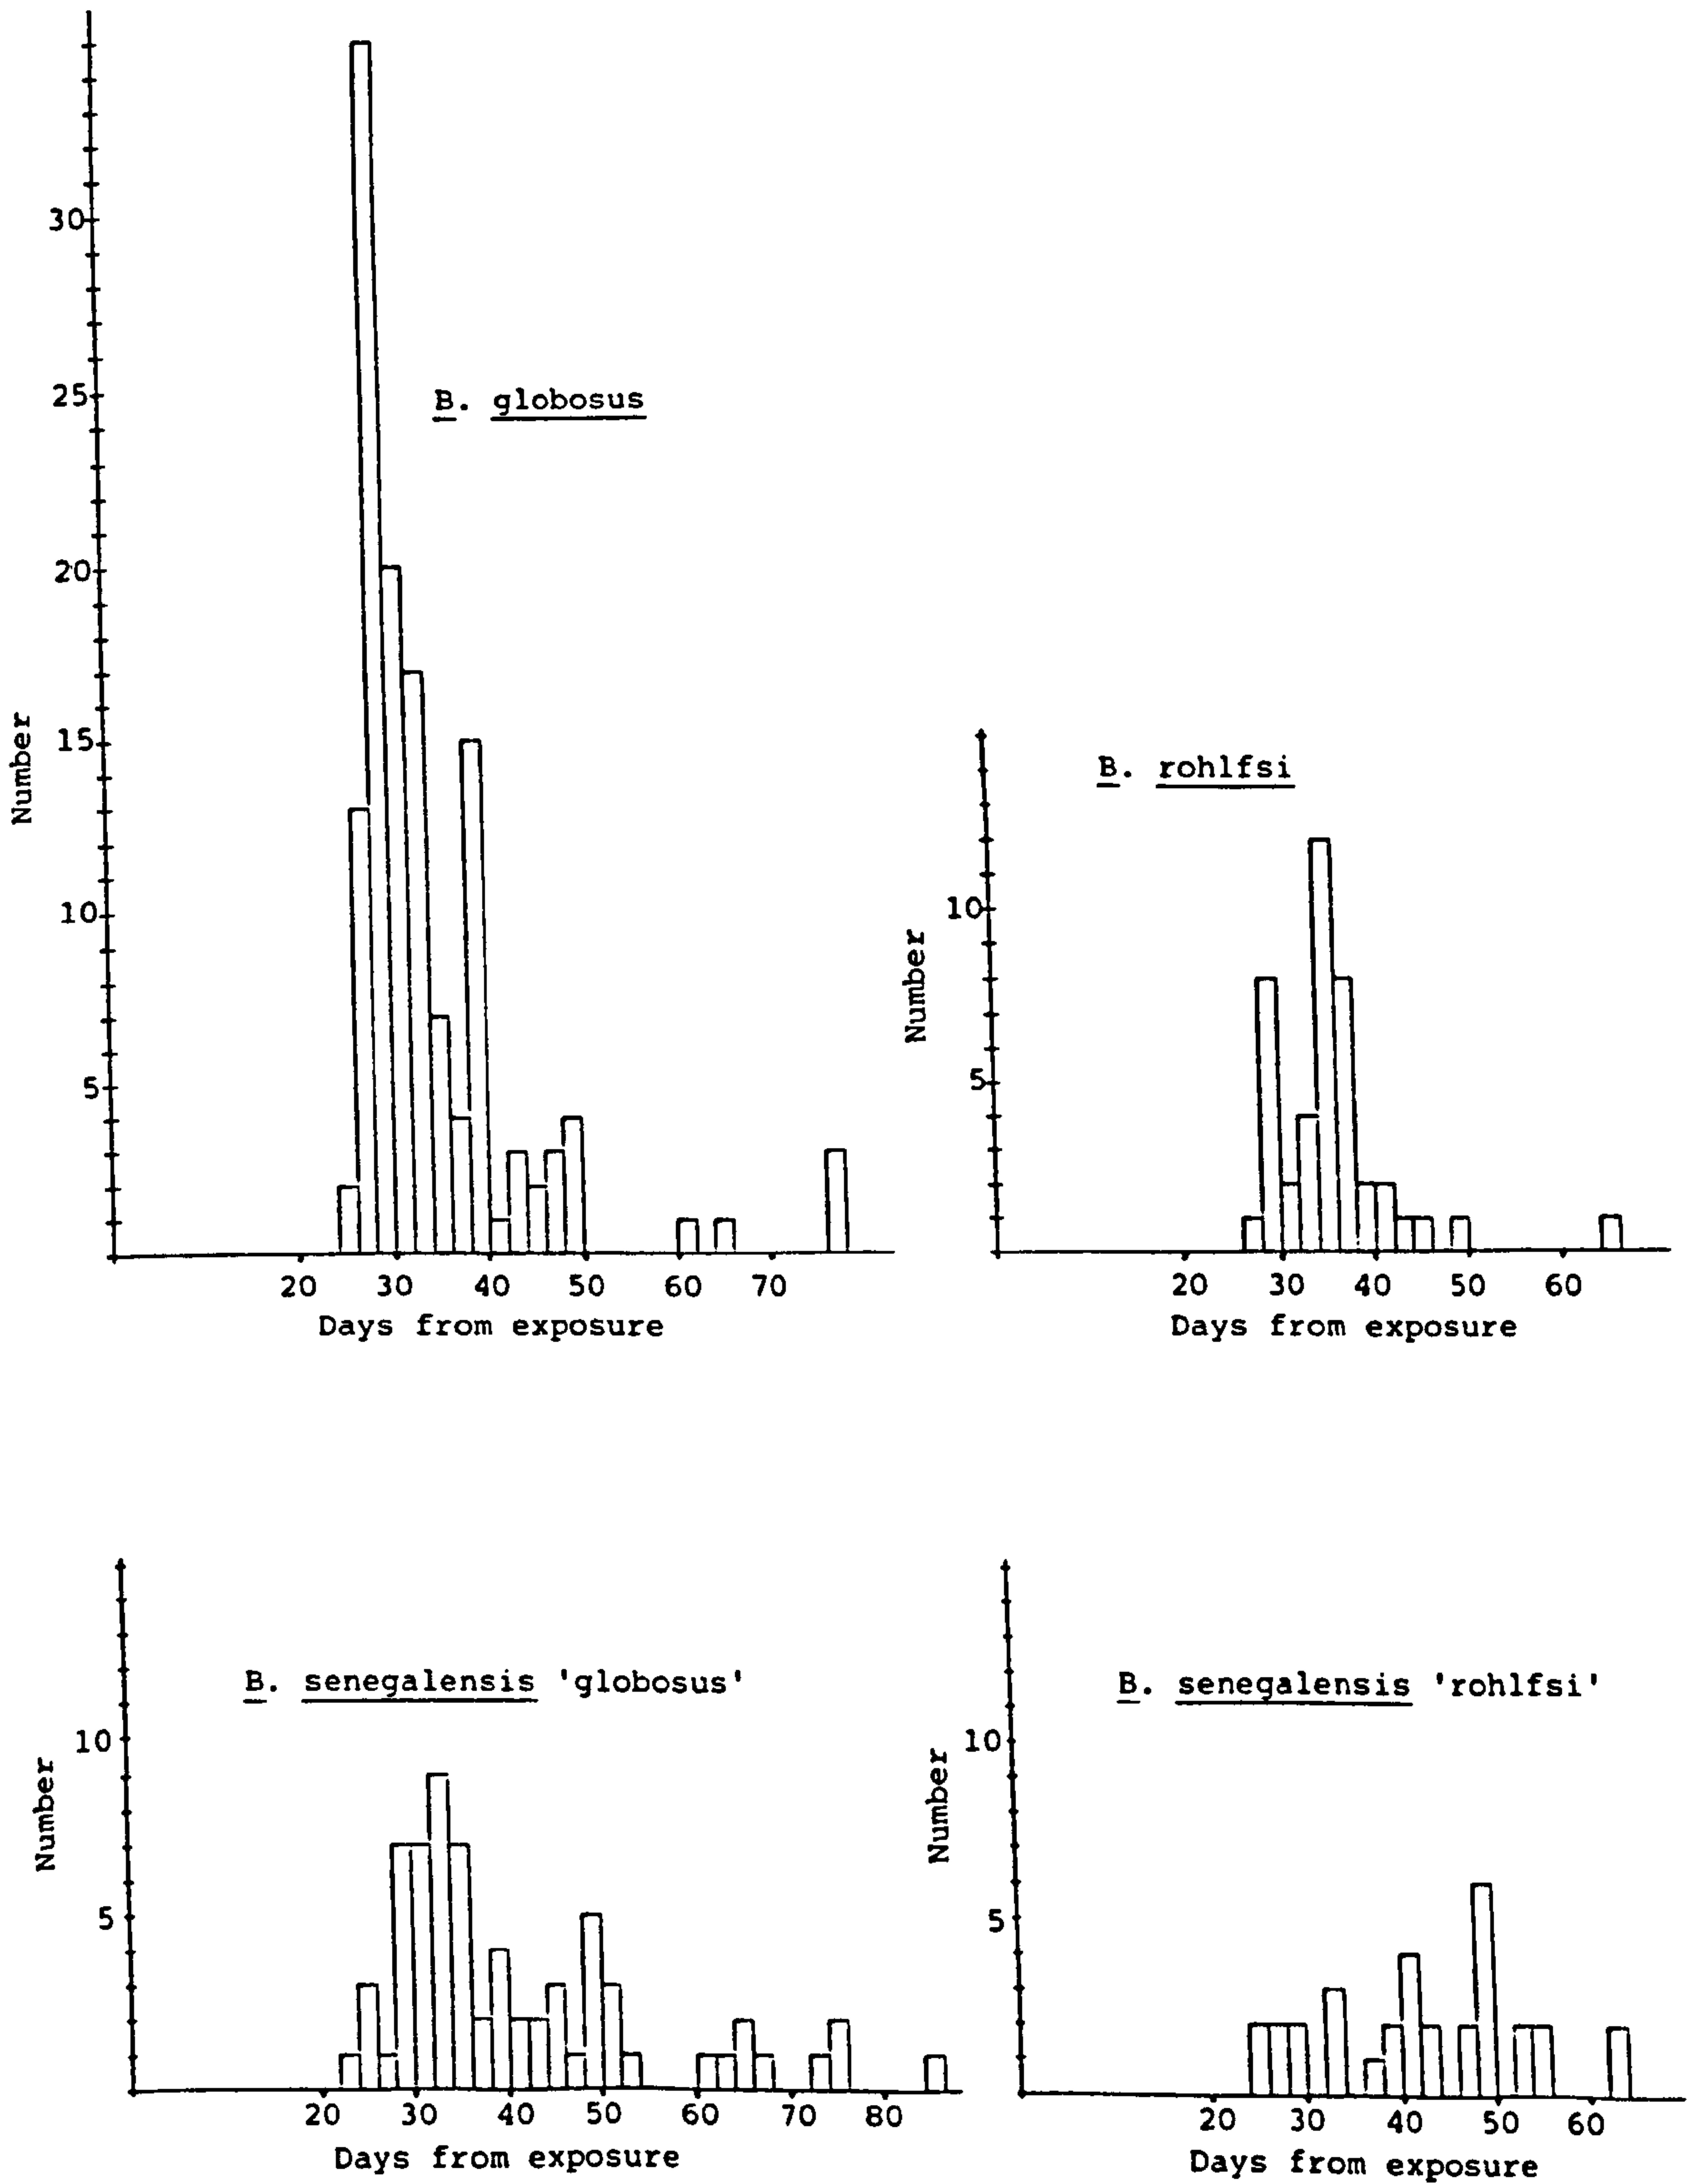 30
25
20
15
10
5
Number
B. globosus
20 30 40 50 60 70
Days from exposure
B. rohlfsi
10
5
Number
20 30 40 50 60
Days from exposure
B. senegalensis 'globosus'
10
5
Number
20 30 40 50 60 70 80
Days from exposure
B. senegalensis 'rohlfsi'
10
5
Number
20 30 40 50 60
Days from exposure